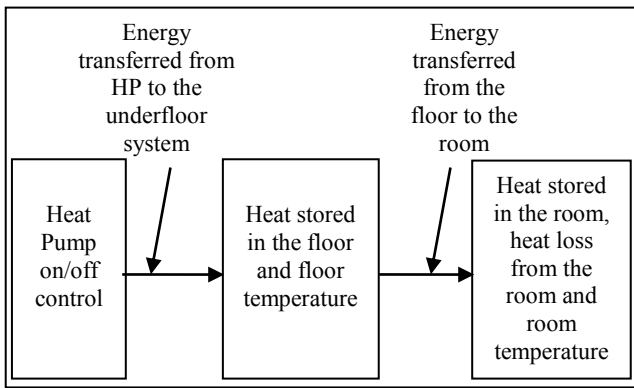 Energy
transferred from
HP to the
underfloor
system
Energy
transferred
from the
floor to the
room
Heat
Pump
on/off
control
Heat stored
in the floor
and floor
temperature
Heat stored
in the room,
heat loss
from the
room and
room
temperature